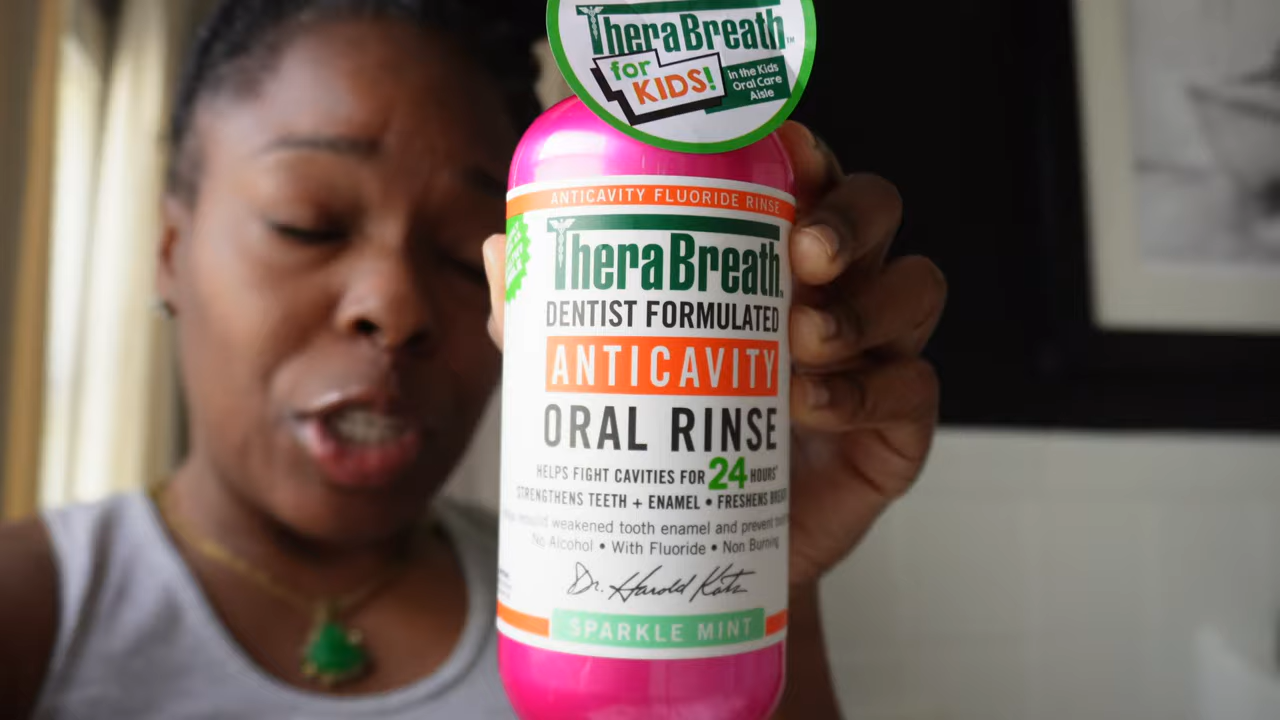 TheraBreath™
for
KIDS!
In the Kids
Oral Care
Aisle
ANTICAVITY FLUORIDE RINSE
TheraBreath
DENTIST FORMULATED
ANTICAVITY
ORAL RINSE
HELPS FIGHT CAVITIES FOR 24 HOURS*
STRENGTHENS TEETH + ENAMEL • FRESHENS
weakened tooth enamel and prevent
No Alcohol • With Fluoride • Non Burning
Dr. Harold Katz
SPARKLE MINT